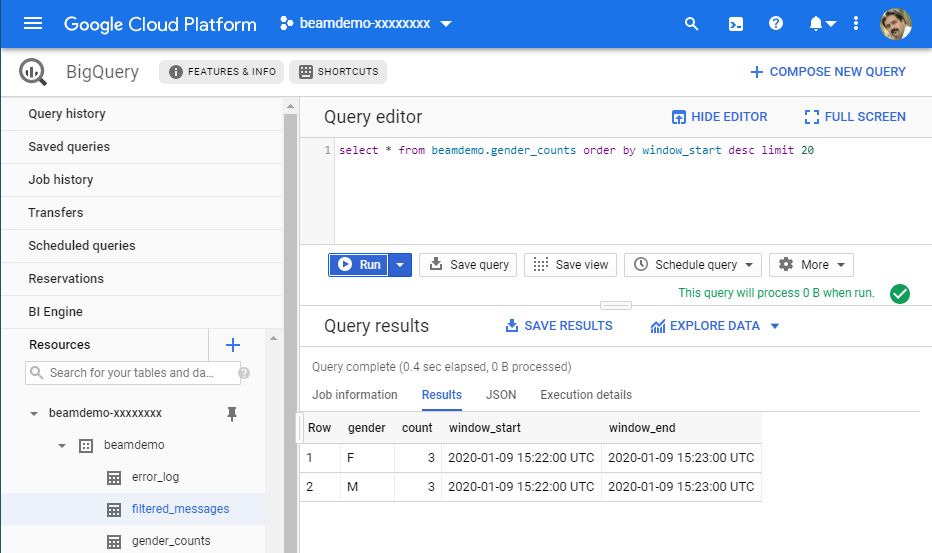 Google Cloud Platform beamdemo-xxxxxxxx
BigQuery FEATURES & INFO SHORTCUTS + COMPOSE NEW QUERY
Query history
Saved queries
Job history
Transfers
Scheduled queries
Reservations
BI Engine
Resources
Search for your tables and da...
beamdemo-xxxxxxxx
beamdemo
error_log
filtered_messages
gender_counts
Query editor HIDE EDITOR FULL SCREEN
1 select * from beamdemo.gender_counts order by window_start desc limit 20
Run Save query Save view Schedule query More
This query will process 0 B when run.
Query results SAVE RESULTS EXPLORE DATA
Query complete (0.4 sec elapsed, 0 B processed)
Job information Results JSON Execution details
Row gender count window_start window_end
1 F 3 2020-01-09 15:22:00 UTC 2020-01-09 15:23:00 UTC
2 M 3 2020-01-09 15:22:00 UTC 2020-01-09 15:23:00 UTC